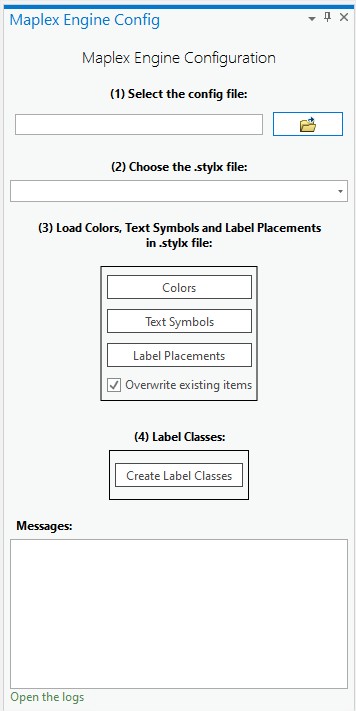 Maplex Engine Config
Maplex Engine Configuration
(1) Select the config file:
(2) Choose the .stylx file:
(3) Load Colors, Text Symbols and Label Placements
in .stylx file:
Colors
Text Symbols
Label Placements
Overwrite existing items
(4) Label Classes:
Create Label Classes
Messages:
Open the logs